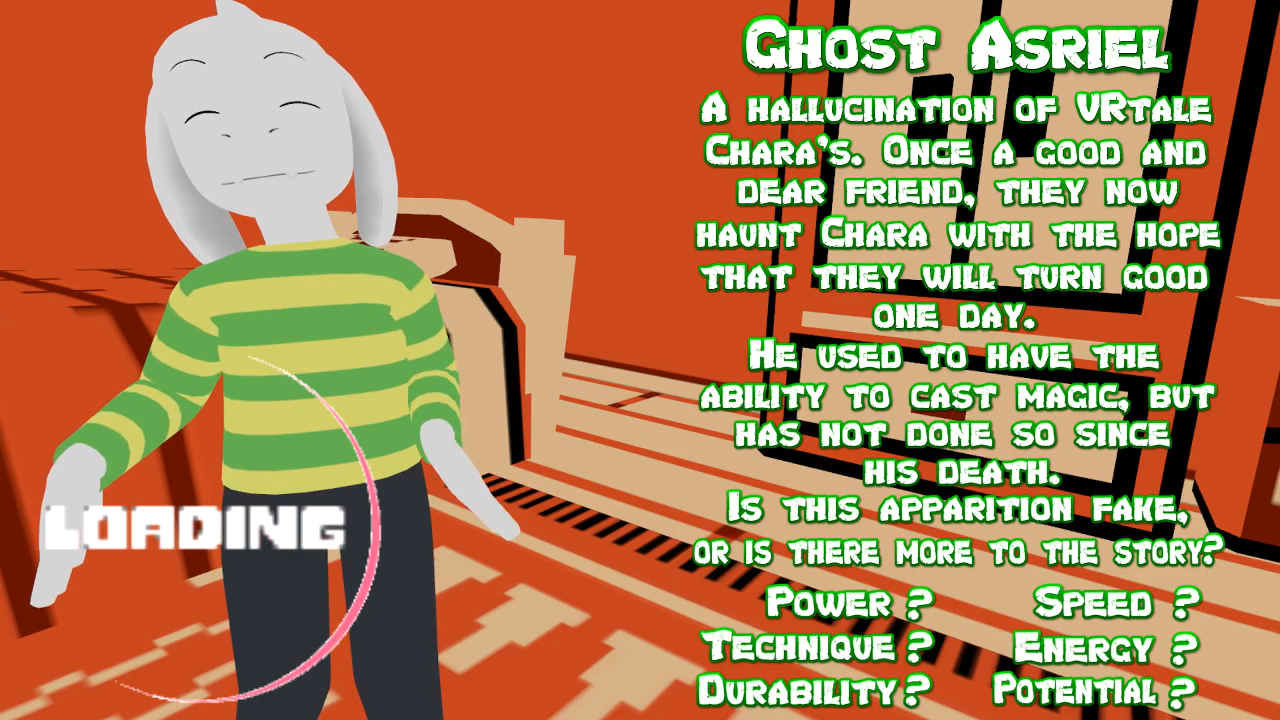 Ghost Asriel
A hallucination of VRtale
Chara's. Once a good and
dear friend, they now
haunt Chara with the hope
that they will turn good
one day.
He used to have the
ability to cast magic, but
has not done so since
his death.
Is this apparition fake,
or is there more to the story?
LOADING
Power ? Speed ?
Technique ? Energy ?
Durability ? Potential ?